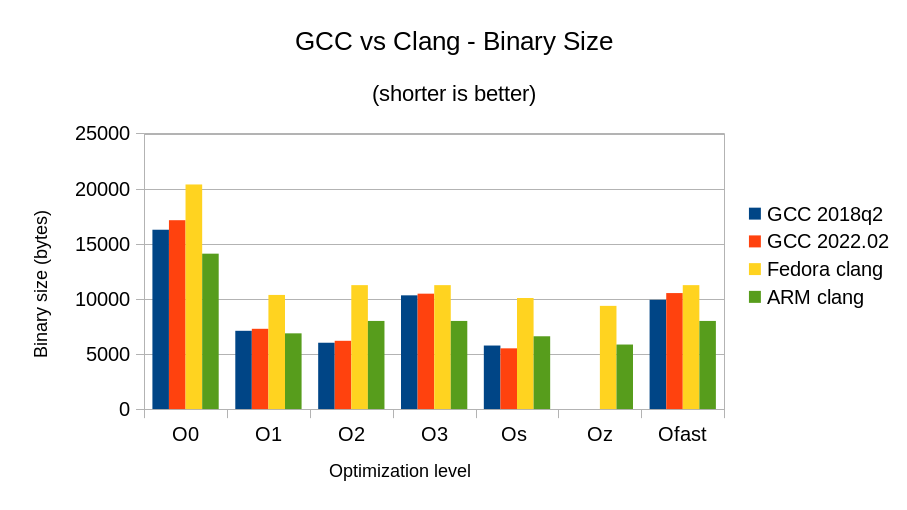 GCC vs Clang - Binary Size
(shorter is better)
25000
20000
15000
10000
5000
0
Binary size (bytes)
O0 O1 O2 O3 Os Oz Ofast
Optimization level
GCC 2018q2
GCC 2022.02
Fedora clang
ARM clang